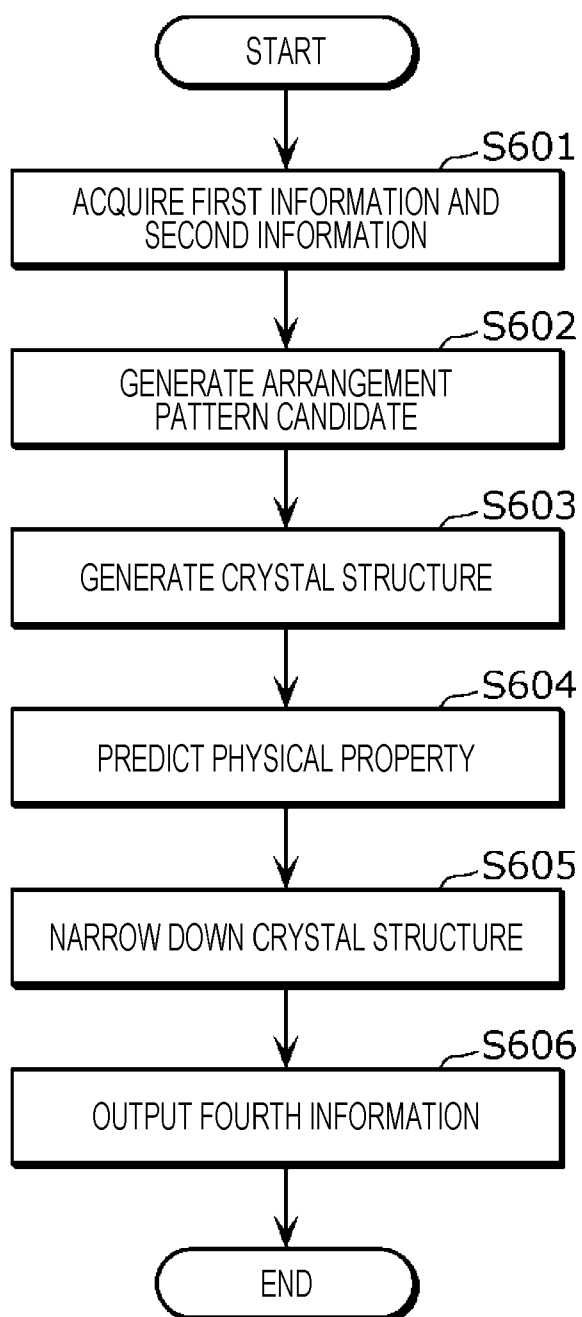 START
S601
ACQUIRE FIRST INFORMATION AND
SECOND INFORMATION
S602
GENERATE ARRANGEMENT
PATTERN CANDIDATE
S603
GENERATE CRYSTAL STRUCTURE
S604
PREDICT PHYSICAL PROPERTY
S605
NARROW DOWN CRYSTAL STRUCTURE
S606
OUTPUT FOURTH INFORMATION
END